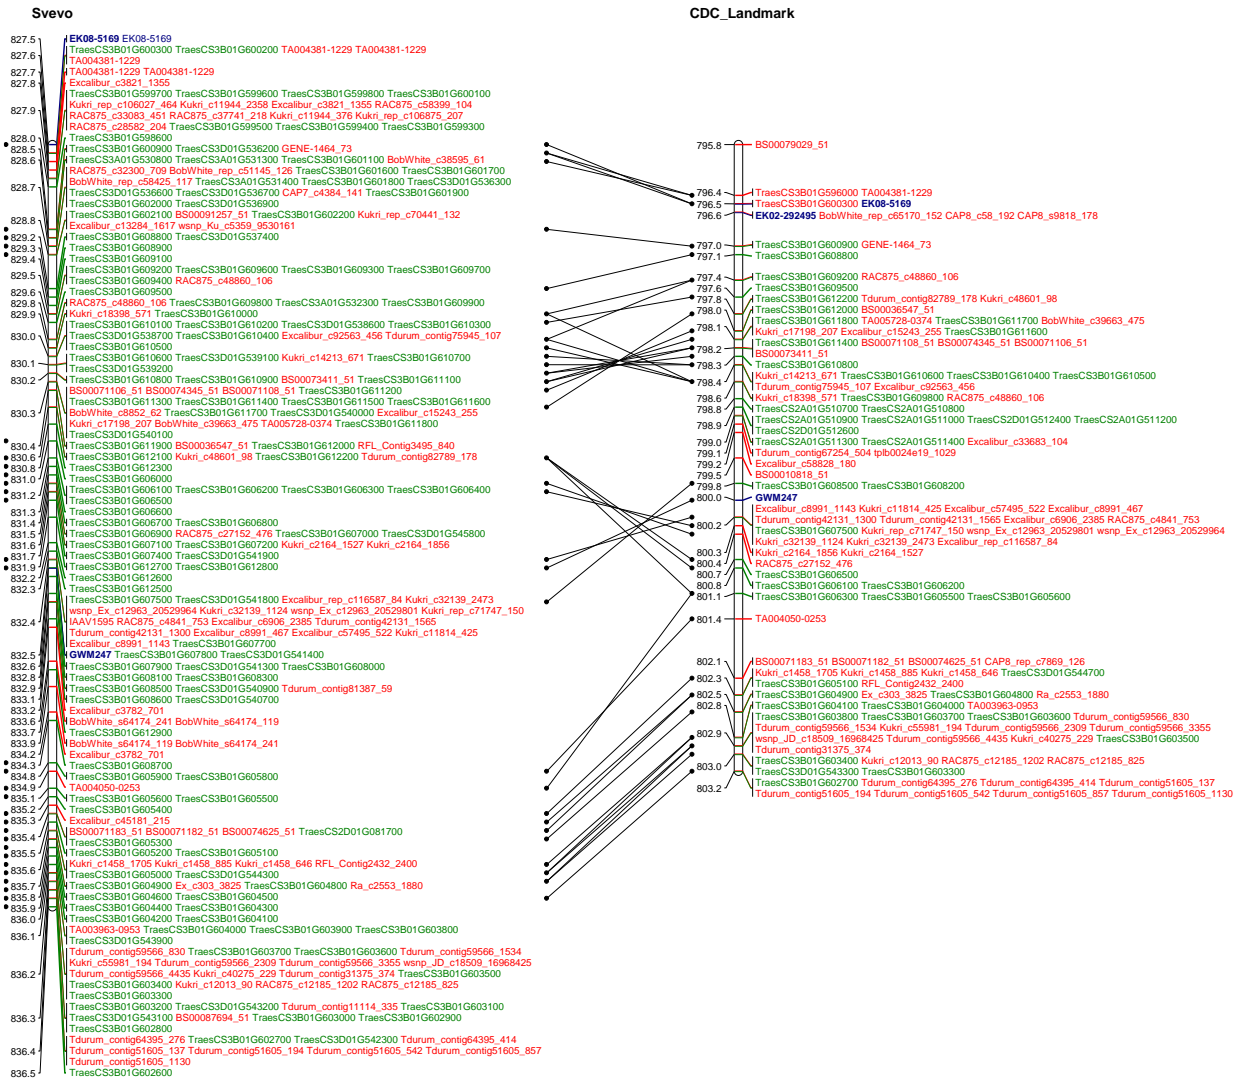 Svevo
827.5 EK08-5169 EK08-5169
827.6 TraesCS3B01G600300 TraesCS3B01G600200 TA004381-1229 TA004381-1229
TA004381-1229
827.7 TA004381-1229 TA004381-1229
827.8 Excalibur_c3821_1355
TraesCS3B01G599700 TraesCS3B01G599600 TraesCS3B01G599800 TraesCS3B01G600100
827.9 Kukri_rep_c106027_464 Kukri_c11944_2358 Excalibur_c3821_1355 RAC875_c58399_104
RAC875_c33083_451 RAC875_c37741_218 Kukri_c11944_376 Kukri_rep_c106875_207
RAC875_c28582_204 TraesCS3B01G599500 TraesCS3B01G599400 TraesCS3B01G599300
828.0 TraesCS3B01G598600
828.5 TraesCS3B01G600900 TraesCS3D01G536200 GENE-1464_73
828.6 TraesCS3A01G530800 TraesCS3A01G531300 TraesCS3B01G601100 BobWhite_c38595_61
RAC875_c32300_709 BobWhite_rep_c51145_126 TraesCS3B01G601600 TraesCS3B01G601700
BobWhite_rep_c58425_117 TraesCS3A01G531400 TraesCS3B01G601800 TraesCS3D01G536300
828.7 TraesCS3D01G536600 TraesCS3D01G536700 CAP7_c4384_141 TraesCS3B01G601900
TraesCS3B01G602000 TraesCS3D01G536900
828.8 TraesCS3B01G602100 BS00091257_51 TraesCS3B01G602200 Kukri_rep_c70441_132
Excalibur_c13284_1617 wsnp_Ku_c5359_9530161
829.2 TraesCS3B01G608800 TraesCS3D01G537400
829.3 TraesCS3B01G608900
829.4 TraesCS3B01G609100
829.5 TraesCS3B01G609200 TraesCS3B01G609600 TraesCS3B01G609300 TraesCS3B01G609700
TraesCS3B01G609400 RAC875_c48860_106
829.6 TraesCS3B01G609500
829.8 RAC875_c48860_106 TraesCS3B01G609800 TraesCS3A01G532300 TraesCS3B01G609900
829.9 Kukri_c18398_571 TraesCS3B01G610000
830.0 TraesCS3B01G610100 TraesCS3B01G610200 TraesCS3D01G538600 TraesCS3B01G610300
TraesCS3D01G538700 TraesCS3B01G610400 Excalibur_c92563_456 Tdurum_contig75945_107
TraesCS3B01G610500
830.1 TraesCS3B01G610600 TraesCS3D01G539100 Kukri_c14213_671 TraesCS3B01G610700
TraesCS3D01G539200
830.2 TraesCS3B01G610800 TraesCS3B01G610900 BS00073411_51 TraesCS3B01G611100
BS00071106_51 BS00074345_51 BS00071108_51 TraesCS3B01G611200
TraesCS3B01G611300 TraesCS3B01G611400 TraesCS3B01G611500 TraesCS3B01G611600
830.3 BobWhite_c8852_62 TraesCS3B01G611700 TraesCS3D01G540000 Excalibur_c15243_255
Kukri_c17198_207 BobWhite_c39663_475 TA005728-0374 TraesCS3B01G611800
TraesCS3D01G540100
830.4 TraesCS3B01G611900 BS00036547_51 TraesCS3B01G612000 RFL_Contig3495_840
830.6 TraesCS3B01G612100 Kukri_c48601_98 TraesCS3B01G612200 Tdurum_contig82789_178
830.8 TraesCS3B01G612300
831.0 TraesCS3B01G606000
831.2 TraesCS3B01G606100 TraesCS3B01G606200 TraesCS3B01G606300 TraesCS3B01G606400
TraesCS3B01G606500
831.3 TraesCS3B01G606600
831.4 TraesCS3B01G606700 TraesCS3B01G606800
831.5 TraesCS3B01G606900 RAC875_c27152_476 TraesCS3B01G607000 TraesCS3D01G545800
831.6 TraesCS3B01G607100 TraesCS3B01G607200 Kukri_c2164_1527 Kukri_c2164_1856
831.7 TraesCS3B01G607400 TraesCS3D01G541900
831.9 TraesCS3B01G612700 TraesCS3B01G612800
832.2 TraesCS3B01G612600
832.3 TraesCS3B01G612500
TraesCS3B01G607500 TraesCS3D01G541800 Excalibur_rep_c116587_84 Kukri_c32139_2473
wsnp_Ex_c12963_20529964 Kukri_c32139_1124 wsnp_Ex_c12963_20529801 Kukri_rep_c71747_150
832.4 IAAV1595 RAC875_c4841_753 Excalibur_c6906_2385 Tdurum_contig42131_1565
Tdurum_contig42131_1300 Excalibur_c8991_467 Excalibur_c57495_522 Kukri_c11814_425
Excalibur_c8991_1143 TraesCS3B01G607700
832.5 GWM247 TraesCS3B01G607800 TraesCS3D01G541400
832.6 TraesCS3B01G607900 TraesCS3D01G541300 TraesCS3B01G608000
832.8 TraesCS3B01G608100 TraesCS3B01G608300
832.9 TraesCS3B01G608500 TraesCS3D01G540900 Tdurum_contig81387_59
833.1 TraesCS3B01G608600 TraesCS3D01G540700
833.2 Excalibur_c3782_701
833.6 BobWhite_s64174_241 BobWhite_s64174_119
833.7 TraesCS3B01G612900
833.9 BobWhite_s64174_119 BobWhite_s64174_241
834.2 Excalibur_c3782_701
834.3 TraesCS3B01G608700
834.8 TraesCS3B01G605900 TraesCS3B01G605800
834.9 TA004050-0253
835.1 TraesCS3B01G605600 TraesCS3B01G605500
835.2 TraesCS3B01G605400
835.3 Excalibur_c45181_215
835.4 BS00071183_51 BS00071182_51 BS00074625_51 TraesCS2D01G081700
TraesCS3B01G605300
835.5 TraesCS3B01G605200 TraesCS3B01G605100
835.6 Kukri_c1458_1705 Kukri_c1458_885 Kukri_c1458_646 RFL_Contig2432_2400
TraesCS3B01G605000 TraesCS3D01G544300
835.7 TraesCS3B01G604900 Ex_c303_3825 TraesCS3B01G604800 Ra_c2553_1880
835.8 TraesCS3B01G604600 TraesCS3B01G604500
835.9 TraesCS3B01G604400 TraesCS3B01G604300
836.0 TraesCS3B01G604200 TraesCS3B01G604100
836.1 TA003963-0953 TraesCS3B01G604000 TraesCS3B01G603900 TraesCS3B01G603800
TraesCS3D01G543900
Tdurum_contig59566_830 TraesCS3B01G603700 TraesCS3B01G603600 Tdurum_contig59566_1534
Kukri_c55981_194 Tdurum_contig59566_2309 Tdurum_contig59566_3355 wsnp_JD_c18509_16968425
836.2 Tdurum_contig59566_4435 Kukri_c40275_229 Tdurum_contig31375_374 TraesCS3B01G603500
TraesCS3B01G603400 Kukri_c12013_90 RAC875_c12185_1202 RAC875_c12185_825
TraesCS3B01G603300
836.3 TraesCS3B01G603200 TraesCS3D01G543200 Tdurum_contig11114_335 TraesCS3B01G603100
TraesCS3D01G543100 BS00087694_51 TraesCS3B01G603000 TraesCS3B01G602900
TraesCS3B01G602800
836.4 Tdurum_contig64395_276 TraesCS3B01G602700 TraesCS3D01G542300 Tdurum_contig64395_414
Tdurum_contig51605_137 Tdurum_contig51605_194 Tdurum_contig51605_542 Tdurum_contig51605_857
Tdurum_contig51605_1130
836.5 TraesCS3B01G602600
CDC_Landmark
795.8 BS00079029_51
796.4 TraesCS3B01G596000 TA004381-1229
796.5 TraesCS3B01G600300 EK08-5169
796.6 EK02-292495 BobWhite_rep_c65170_152 CAP8_c58_192 CAP8_s9818_178
797.0 TraesCS3B01G600900 GENE-1464_73
797.1 TraesCS3B01G608800
797.4 TraesCS3B01G609200 RAC875_c48860_106
797.6 TraesCS3B01G609500
797.8 TraesCS3B01G612200 Tdurum_contig82789_178 Kukri_c48601_98
798.0 TraesCS3B01G612000 BS00036547_51
798.1 TraesCS3B01G611800 TA005728-0374 TraesCS3B01G611700 BobWhite_c39663_475
Kukri_c17198_207 Excalibur_c15243_255 TraesCS3B01G611600
798.2 TraesCS3B01G611400 BS00071108_51 BS00074345_51 BS00071106_51
BS00073411_51
798.3 TraesCS3B01G610800
798.4 Kukri_c14213_671 TraesCS3B01G610600 TraesCS3B01G610400 TraesCS3B01G610500
Tdurum_contig75945_107 Excalibur_c92563_456
798.6 Kukri_c18398_571 TraesCS3B01G609800 RAC875_c48860_106
798.8 TraesCS2A01G510700 TraesCS2A01G510800
798.9 TraesCS2A01G510900 TraesCS2A01G511000 TraesCS2D01G512400 TraesCS2A01G511200
TraesCS2D01G512600
799.0 TraesCS2A01G511300 TraesCS2A01G511400 Excalibur_c33683_104
799.1 Tdurum_contig67254_504 tplb0024e19_1029
799.2 Excalibur_c58828_180
799.5 BS00010818_51
799.8 TraesCS3B01G608500 TraesCS3B01G608200
800.0 GWM247
Excalibur_c8991_1143 Kukri_c11814_425 Excalibur_c57495_522 Excalibur_c8991_467
800.2 Tdurum_contig42131_1300 Tdurum_contig42131_1565 Excalibur_c6906_2385 RAC875_c4841_753
TraesCS3B01G607500 Kukri_rep_c71747_150 wsnp_Ex_c12963_20529801 wsnp_Ex_c12963_20529964
Kukri_c32139_1124 Kukri_c32139_2473 Excalibur_rep_c116587_84
800.3 Kukri_c2164_1856 Kukri_c2164_1527
800.4 RAC875_c27152_476
800.7 TraesCS3B01G606500
800.8 TraesCS3B01G606100 TraesCS3B01G606200
801.1 TraesCS3B01G606300 TraesCS3B01G605500 TraesCS3B01G605600
801.4 TA004050-0253
802.1 BS00071183_51 BS00071182_51 BS00074625_51 CAP8_rep_c7869_126
802.3 Kukri_c1458_1705 Kukri_c1458_885 Kukri_c1458_646 TraesCS3D01G544700
TraesCS3B01G605100 RFL_Contig2432_2400
802.5 TraesCS3B01G604900 Ex_c303_3825 TraesCS3B01G604800 Ra_c2553_1880
802.8 TraesCS3B01G604100 TraesCS3B01G604000 TA003963-0953
TraesCS3B01G603800 TraesCS3B01G603700 TraesCS3B01G603600 Tdurum_contig59566_830
Tdurum_contig59566_1534 Kukri_c55981_194 Tdurum_contig59566_2309 Tdurum_contig59566_3355
802.9 wsnp_JD_c18509_16968425 Tdurum_contig59566_4435 Kukri_c40275_229 TraesCS3B01G603500
Tdurum_contig31375_374
803.0 TraesCS3B01G603400 Kukri_c12013_90 RAC875_c12185_1202 RAC875_c12185_825
TraesCS3D01G543300 TraesCS3B01G603300
803.2 TraesCS3B01G602700 Tdurum_contig64395_276 Tdurum_contig64395_414 Tdurum_contig51605_137
Tdurum_contig51605_194 Tdurum_contig51605_542 Tdurum_contig51605_857 Tdurum_contig51605_1130